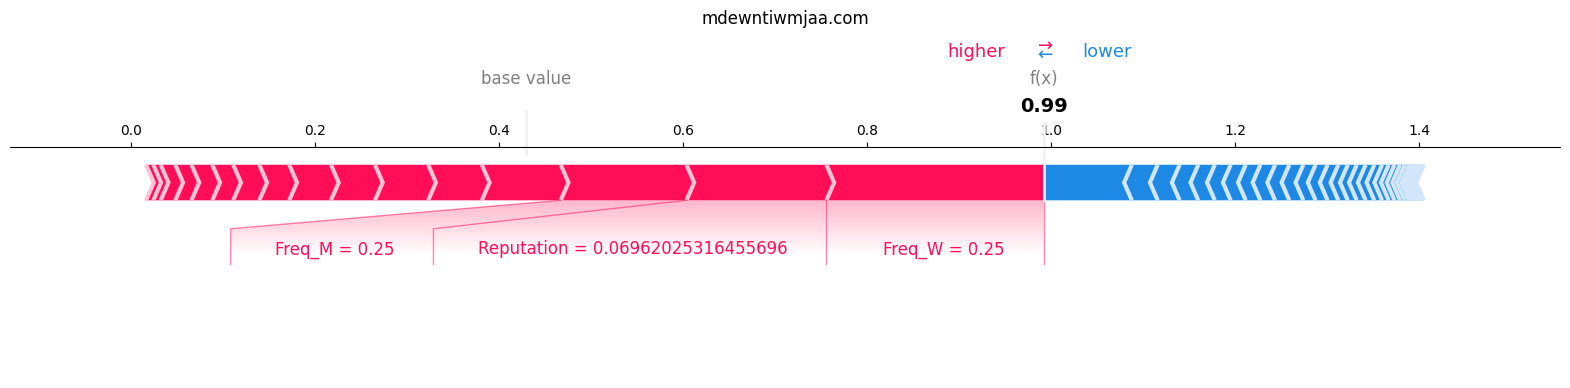 mdewntiwmjaa.com
higher ⇄ lower
base value
f(x)
0.99
0.0 0.2 0.4 0.6 0.8 1.0 1.2 1.4
Freq_M = 0.25
Reputation = 0.06962025316455696
Freq_W = 0.25